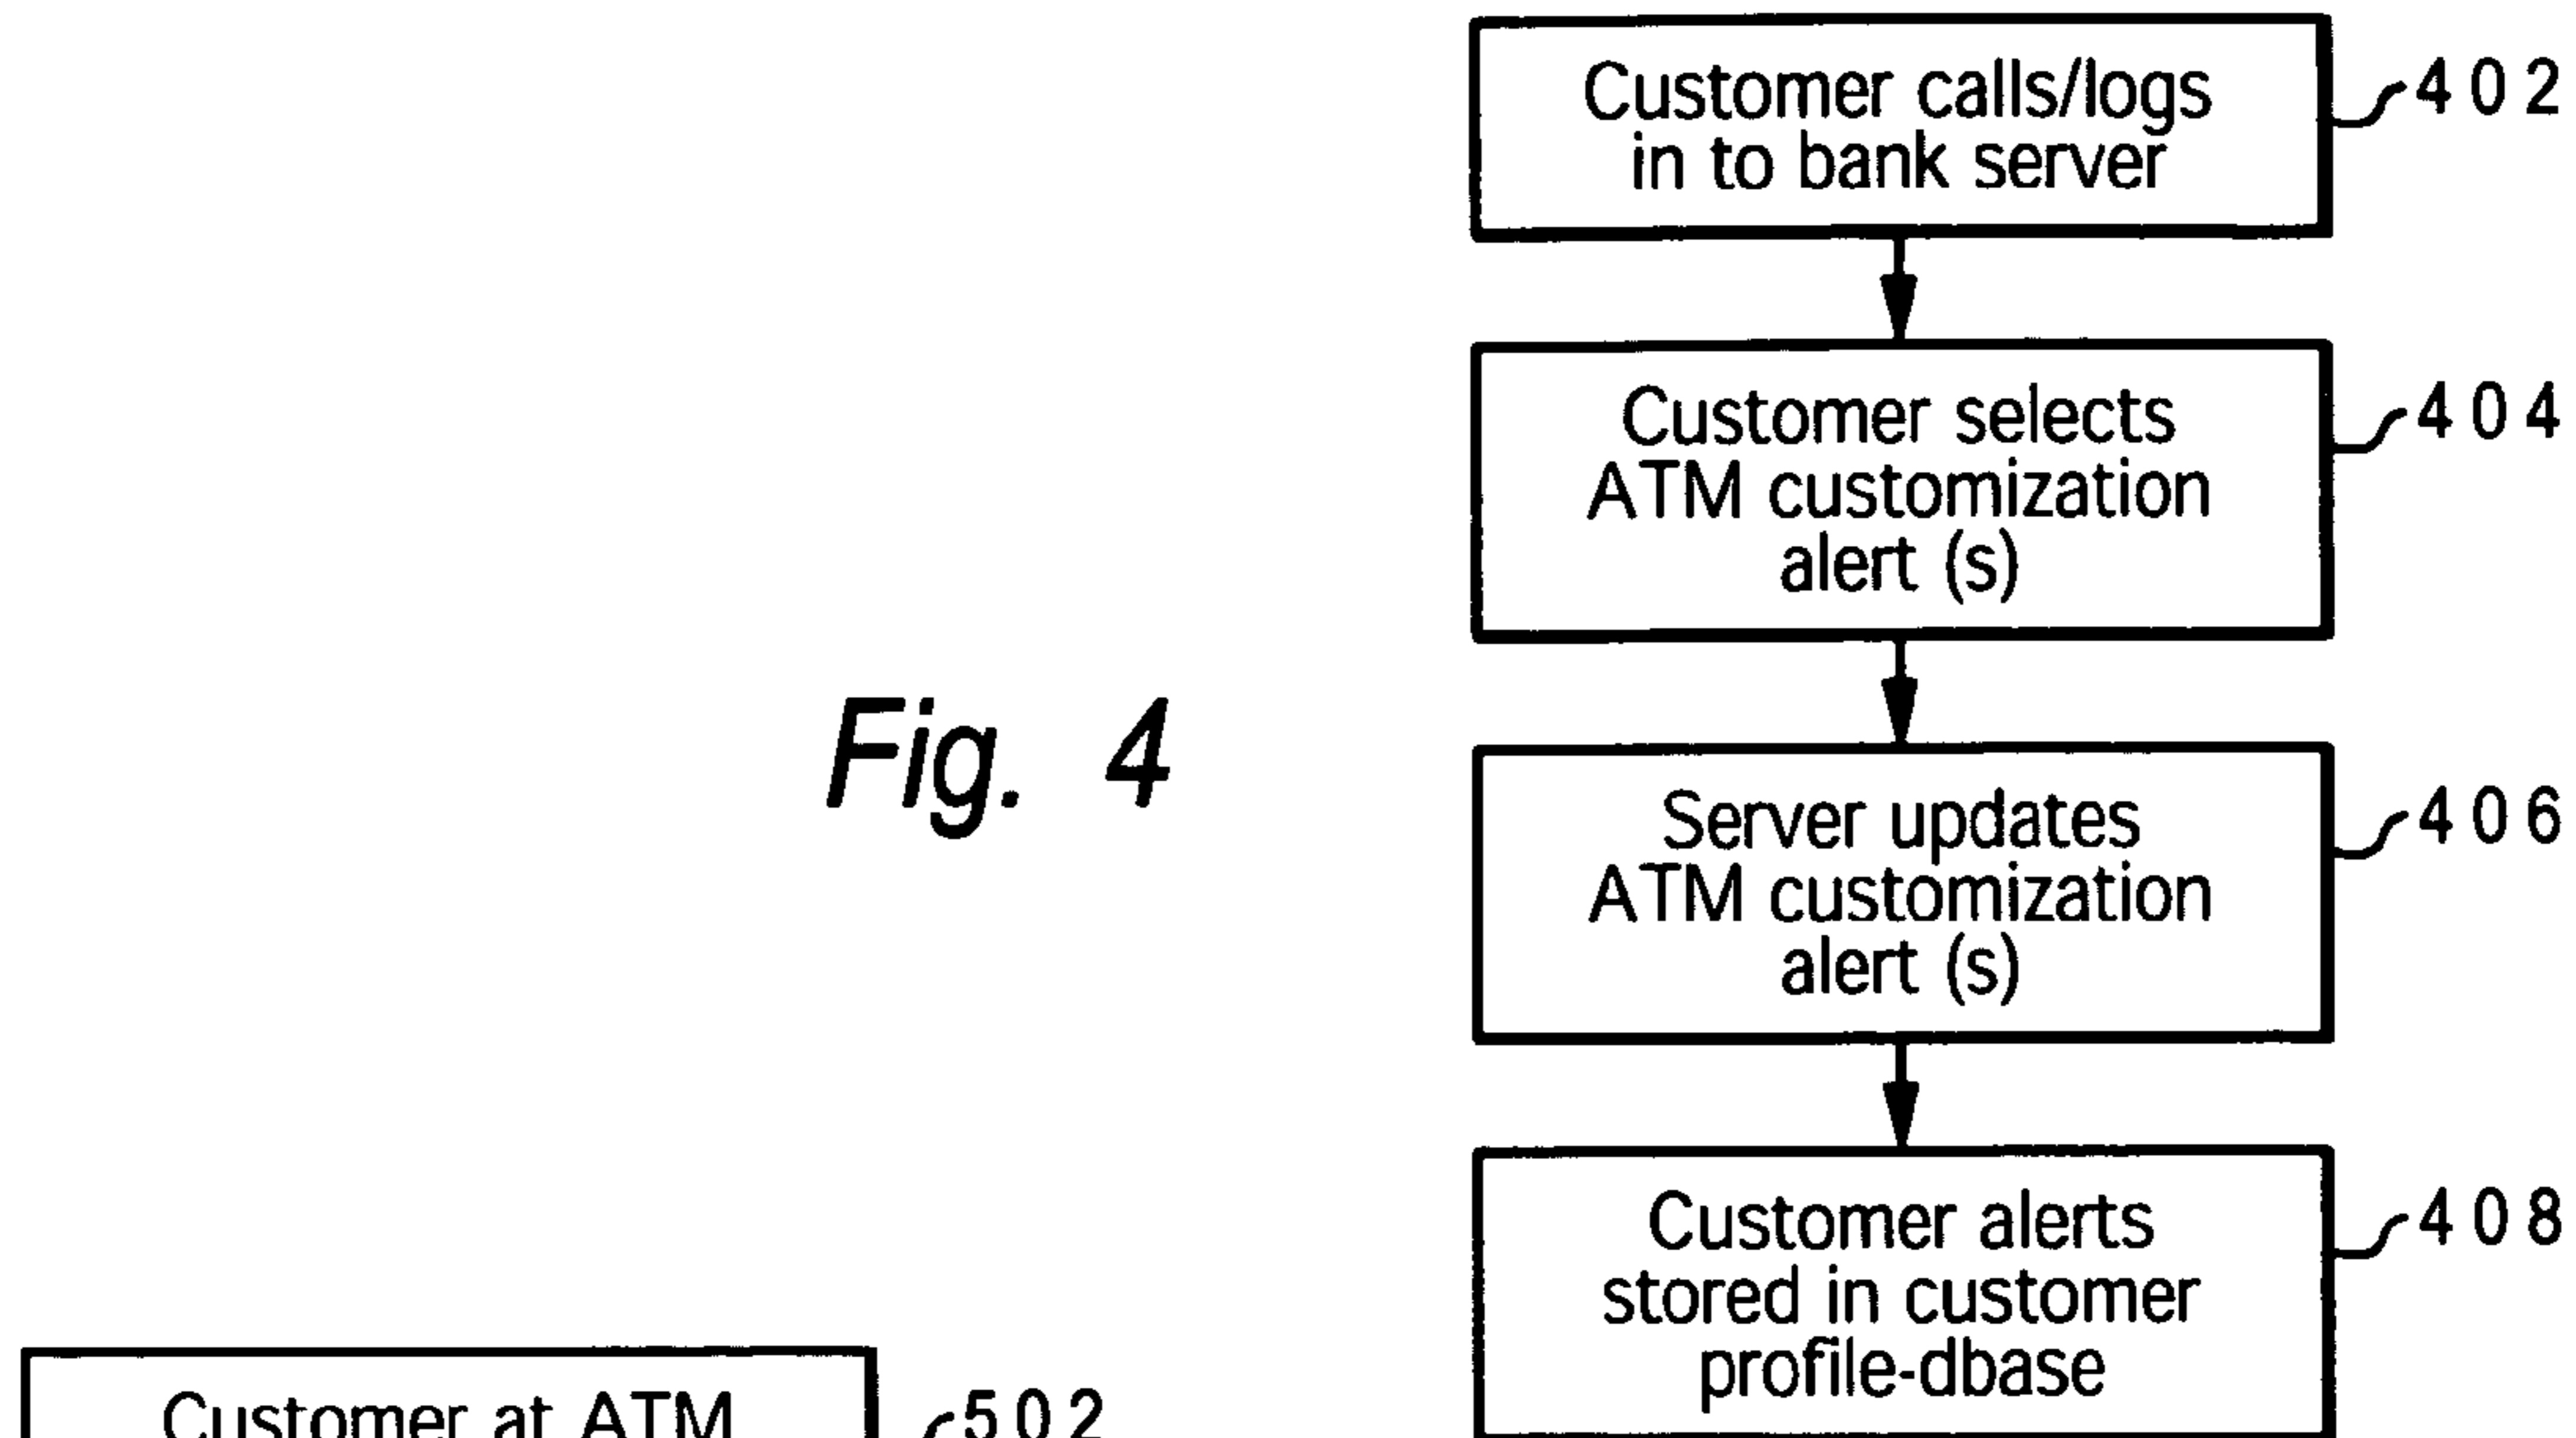 Customer calls/logs
in to bank server
402
Customer selects
ATM customization
alert (s)
404
Fig. 4
Server updates
ATM customization
alert (s)
406
Customer alerts
stored in customer
profile-dbase
408
Customer at ATM
502